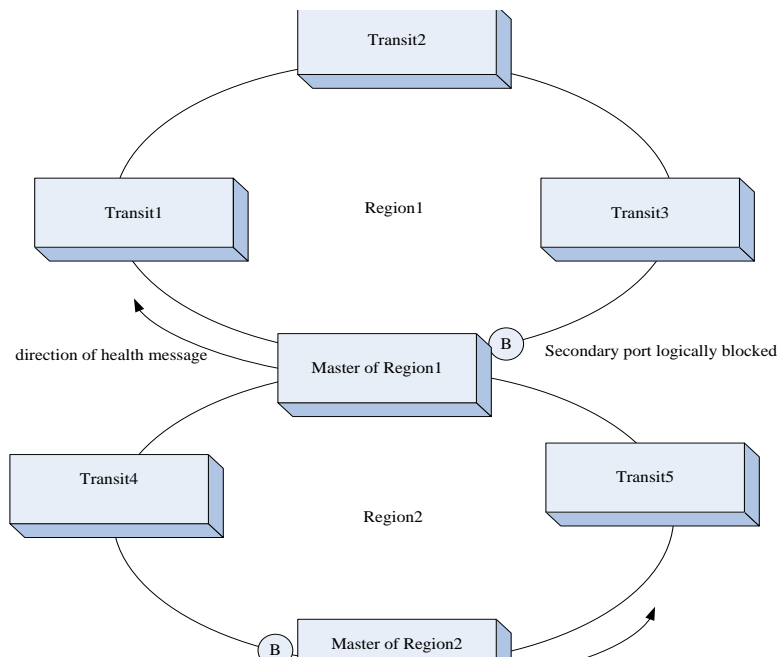 Transit2
Transit1
Region1
Transit3
B
direction of health message
Master of Region1
Secondary port logically blocked
Transit4
Transit5
Region2
B
Master of Region2